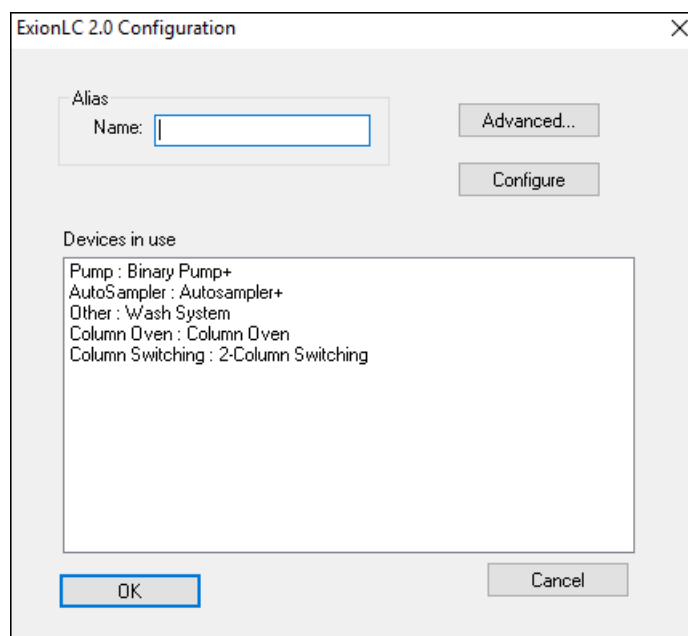 ExionLC 2.0 Configuration
Alias
Name:
Advanced...
Configure
Devices in use
Pump : Binary Pump+
AutoSampler : Autosampler+
Other : Wash System
Column Oven : Column Oven
Column Switching : 2-Column Switching
OK
Cancel